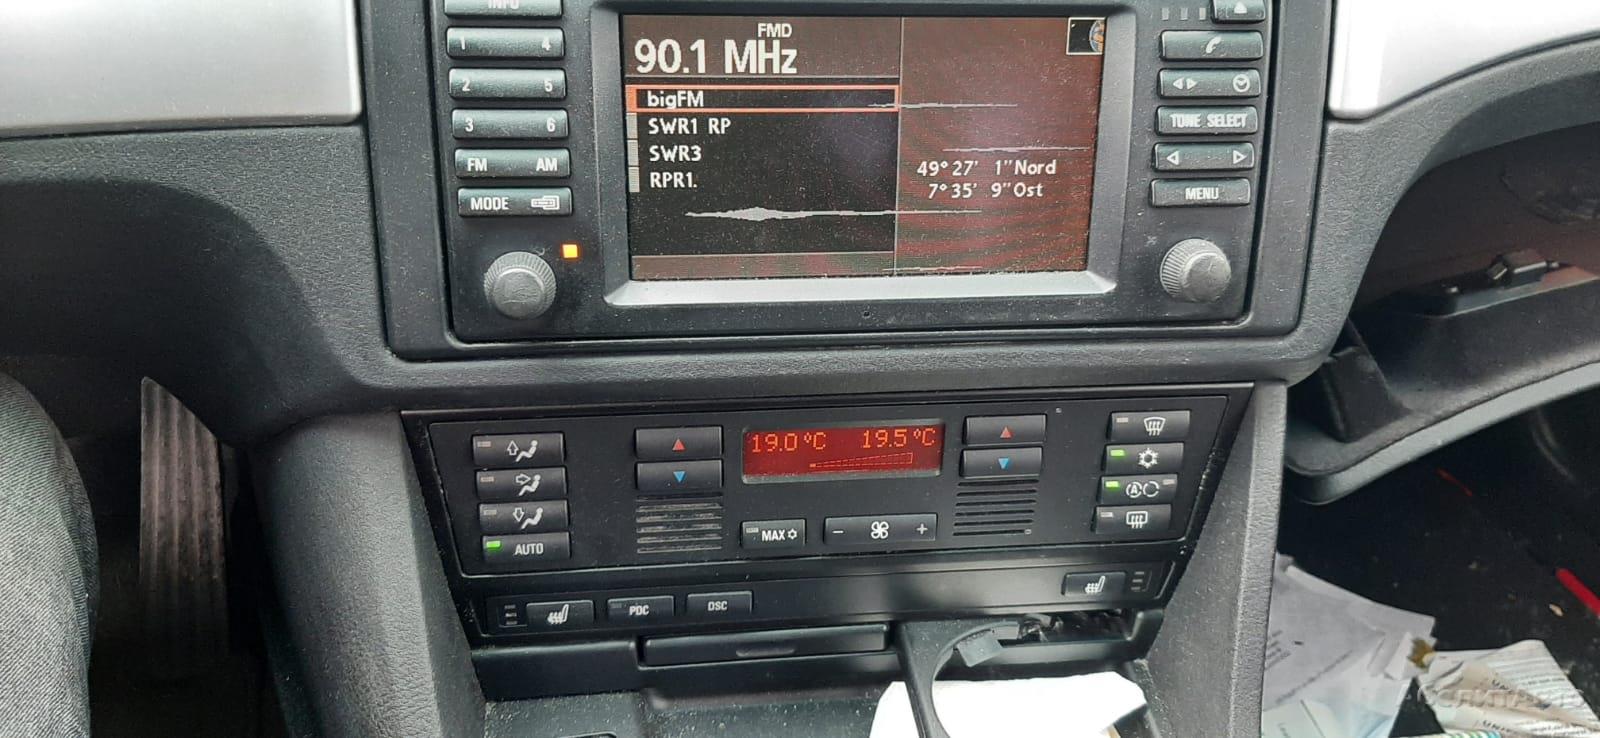 INFO
1 4
2 5
3 6
FM AM
MODE
FMD
90.1 MHz
bigFM
SWR1 RP
SWR3
RPR1.
49° 27' 1" Nord
7° 35' 9" Ost
TONE SELECT
MENU
19.0 °C 19.5 °C
AUTO
MAX
- +
A
PDC
DSC